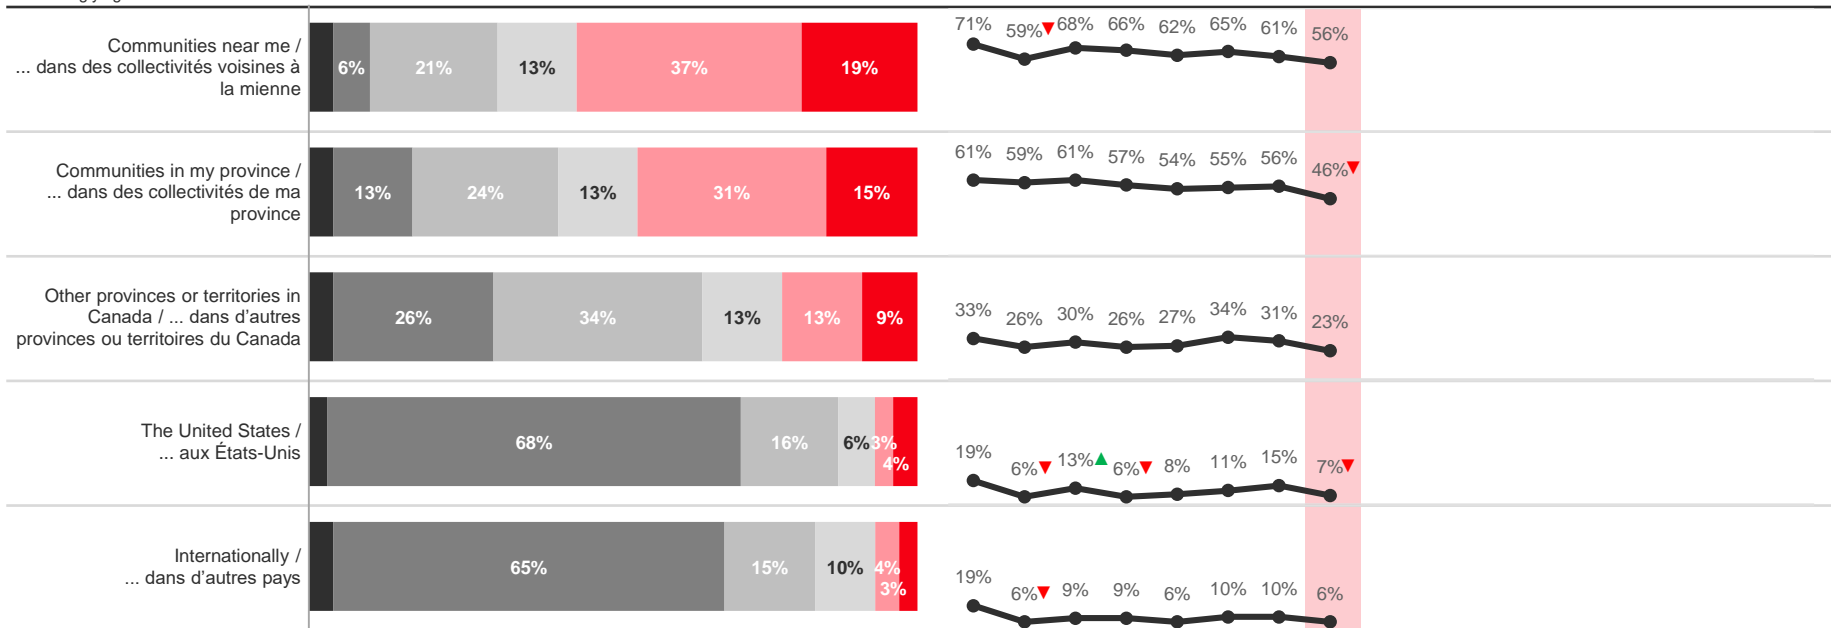 Communities near me /
... dans des collectivités voisines à
la mienne
6% 21% 13% 37% 19%
71% 59%▼ 68% 66% 62% 65% 61% 56%
Communities in my province /
... dans des collectivités de ma
province
13% 24% 13% 31% 15%
61% 59% 61% 57% 54% 55% 56% 46%▼
Other provinces or territories in
Canada / ... dans d'autres
provinces ou territoires du Canada
26% 34% 13% 13% 9%
33% 26% 30% 26% 27% 34% 31% 23%
The United States /
... aux États-Unis
68% 16% 6% 3% 4%
19% 6%▼ 13%▲ 6%▼ 8% 11% 15% 7%▼
Internationally /
... dans d'autres pays
65% 15% 10% 4% 3%
19% 6%▼ 9% 9% 6% 10% 10% 6%